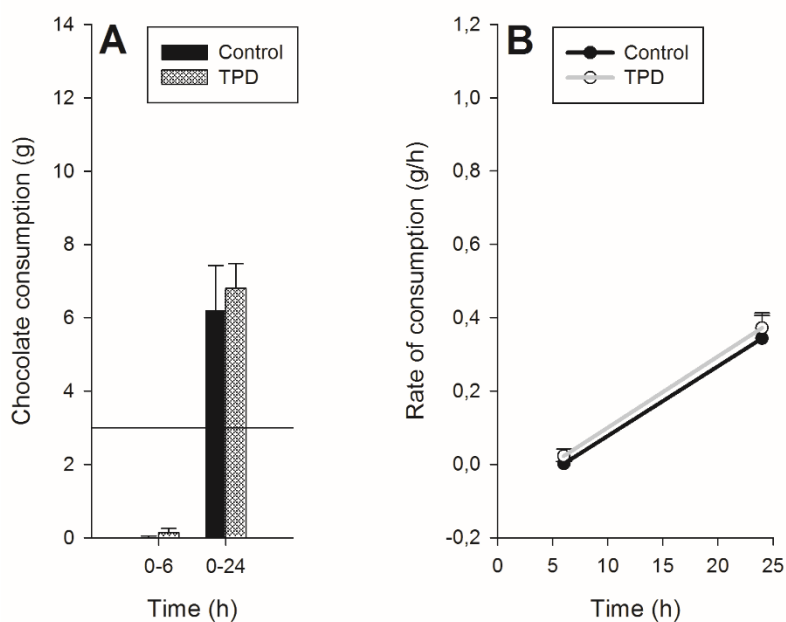 A
Control
TPD
Chocolate consumption (g)
14
12
10
8
6
4
2
0
0-6
0-24
Time (h)
B
Control
TPD
Rate of consumption (g/h)
1,2
1,0
0,8
0,6
0,4
0,2
0,0
-0,2
0
5
10
15
20
25
Time (h)